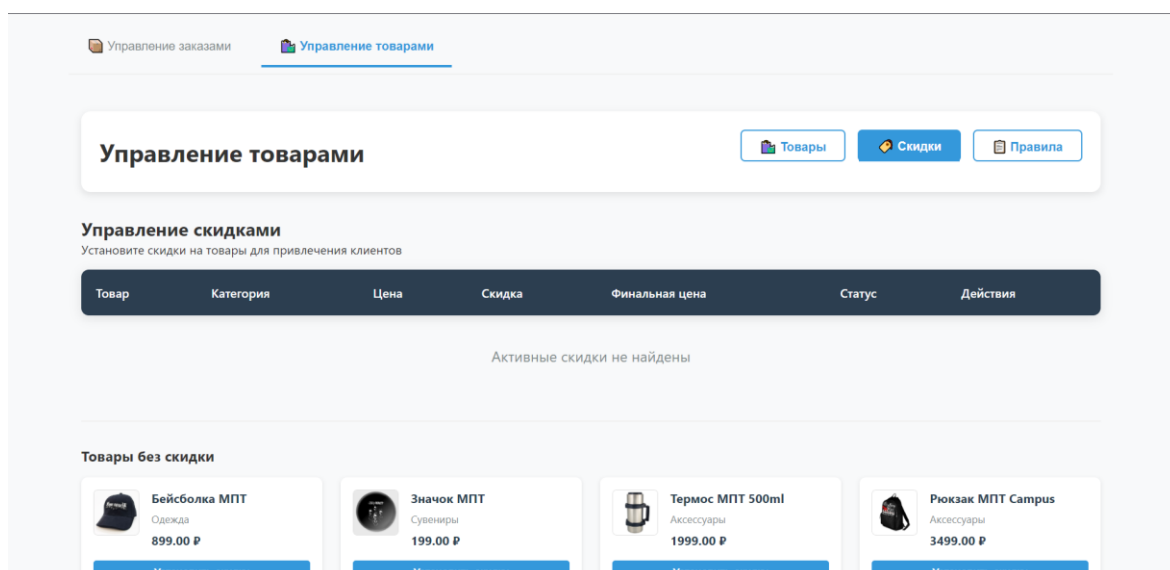 Управление заказами Управление товарами
Управление товарами
Товары Скидки Правила
Управление скидками
Установите скидки на товары для привлечения клиентов
Товар Категория Цена Скидка Финальная цена Статус Действия
Активные скидки не найдены
Товары без скидки
Бейсболка МПТ
Одежда
899.00 ₽
Значок МПТ
Сувениры
199.00 ₽
Термос МПТ 500ml
Аксессуары
1999.00 ₽
Рюкзак МПТ Campus
Аксессуары
3499.00 ₽